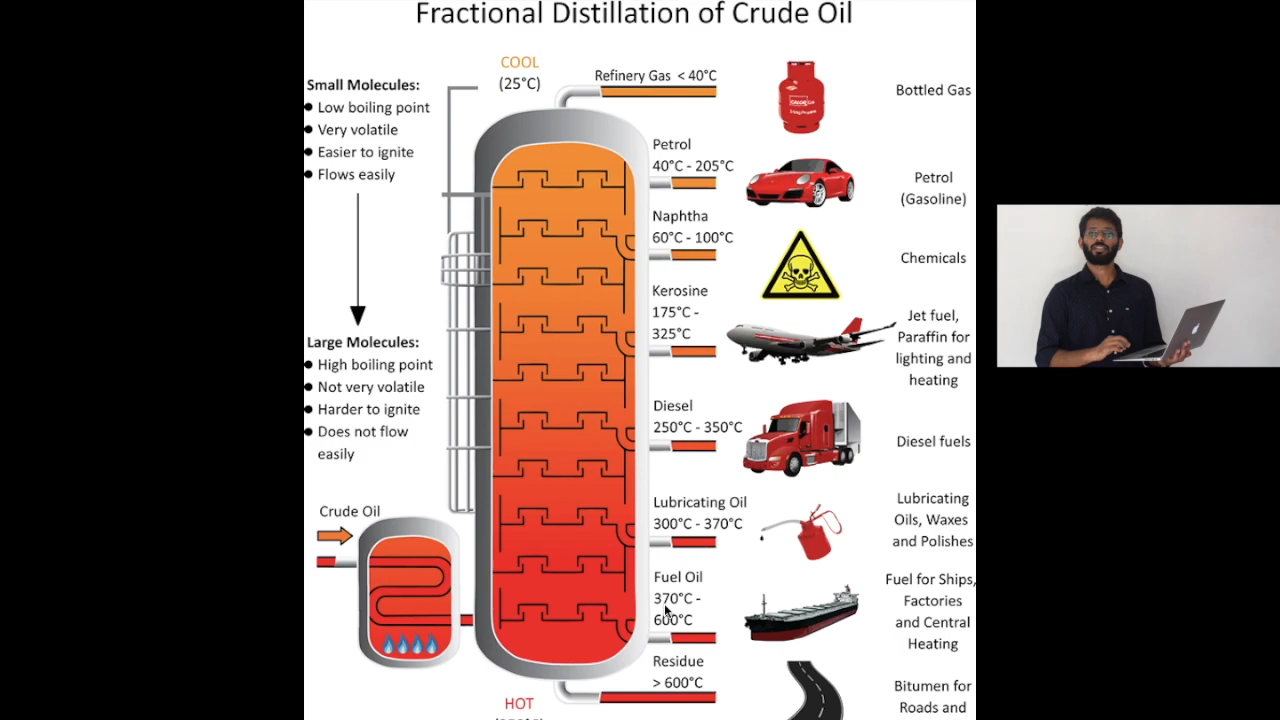 Fractional Distillation of Crude Oil
COOL
(25°C)
Small Molecules:
● Low boiling point
● Very volatile
● Easier to ignite
● Flows easily
Large Molecules:
● High boiling point
● Not very volatile
● Harder to ignite
● Does not flow
easily
Crude Oil
HOT
Refinery Gas < 40°C
Bottled Gas
Petrol
40°C - 205°C
Petrol
(Gasoline)
Naphtha
60°C - 100°C
Chemicals
Kerosine
175°C -
325°C
Jet fuel,
Paraffin for
lighting and
heating
Diesel
250°C - 350°C
Diesel fuels
Lubricating Oil
300°C - 370°C
Lubricating
Oils, Waxes
and Polishes
Fuel Oil
370°C -
600°C
Fuel for Ships,
Factories
and Central
Heating
Residue
> 600°C
Bitumen for
Roads and